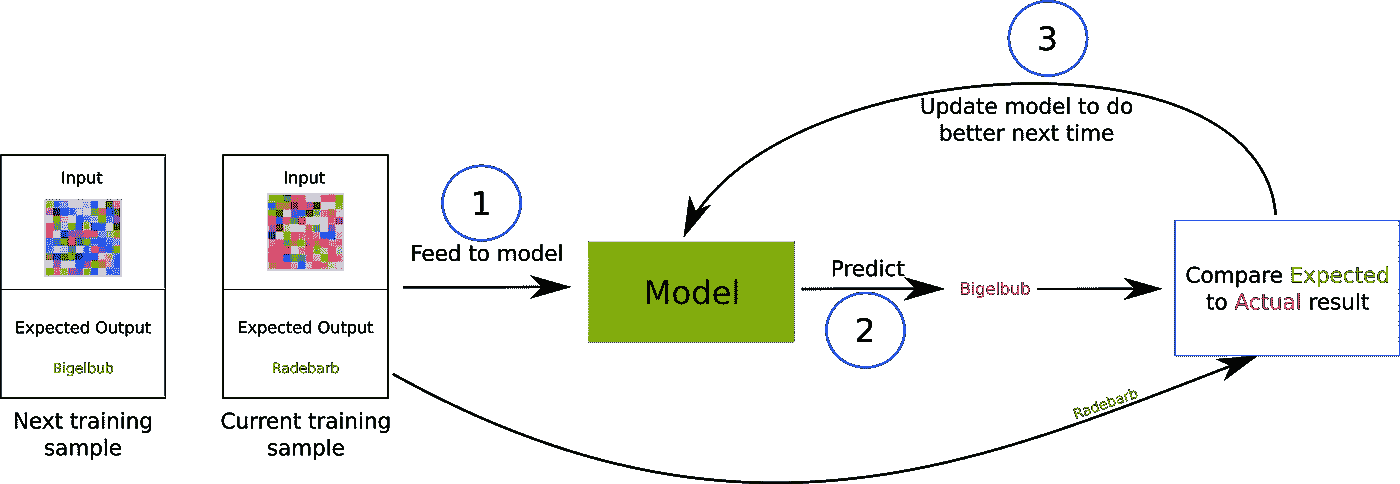 Input
Expected Output
Bigelbub
Next training
sample
Input
Expected Output
Radebarb
Current training
sample
1
Feed to model
Model
Predict
2
Bigelbub
3
Update model to do
better next time
Compare Expected
to Actual result
Radebarb